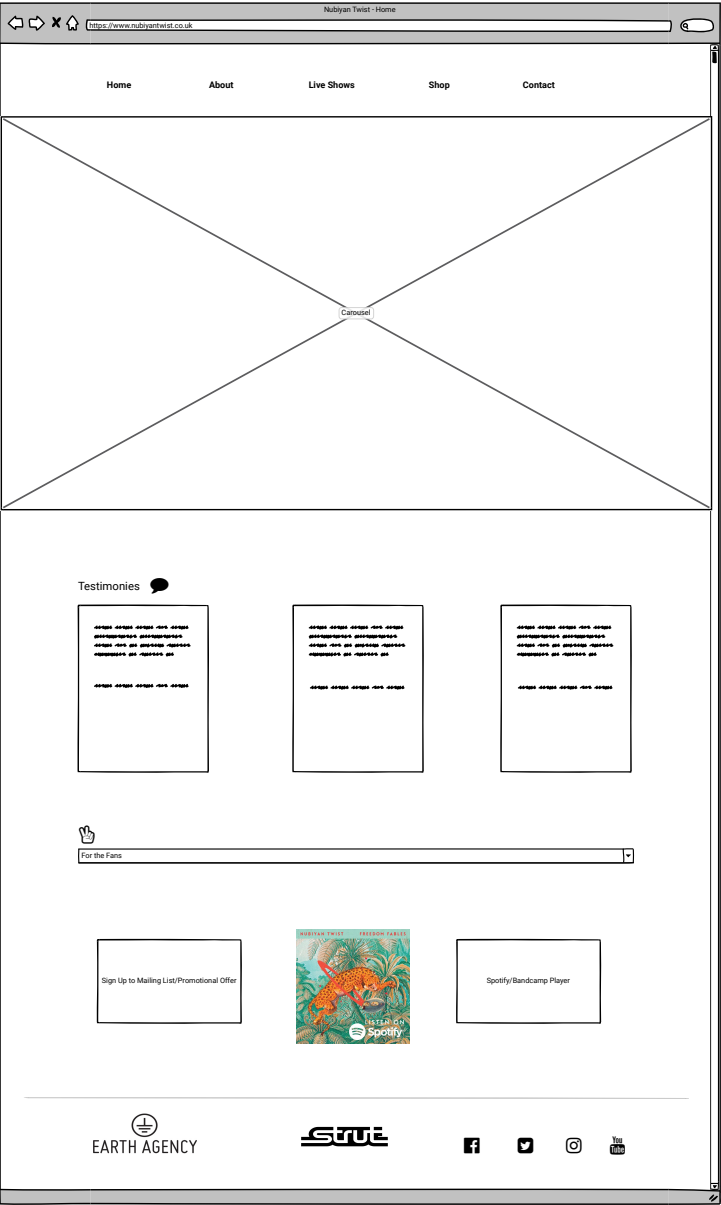 Nubiyan Twist - Home
https://www.nubiyantwist.co.uk
Home About Live Shows Shop Contact
Carousel
Testimonies
For the Fans
NUBIYAN TWIST FREEDOM FABLES
Sign Up to Mailing List/Promotional Offer
LISTEN ON
Spotify
Spotify/Bandcamp Player
EARTH AGENCY
strut
You
Tube